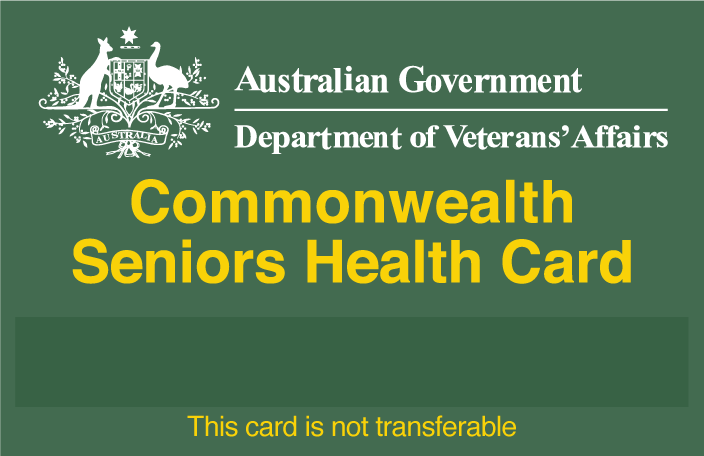 AUSTRALIA
Australian Government
Department of Veterans' Affairs
Commonwealth
Seniors Health Card
This card is not transferable